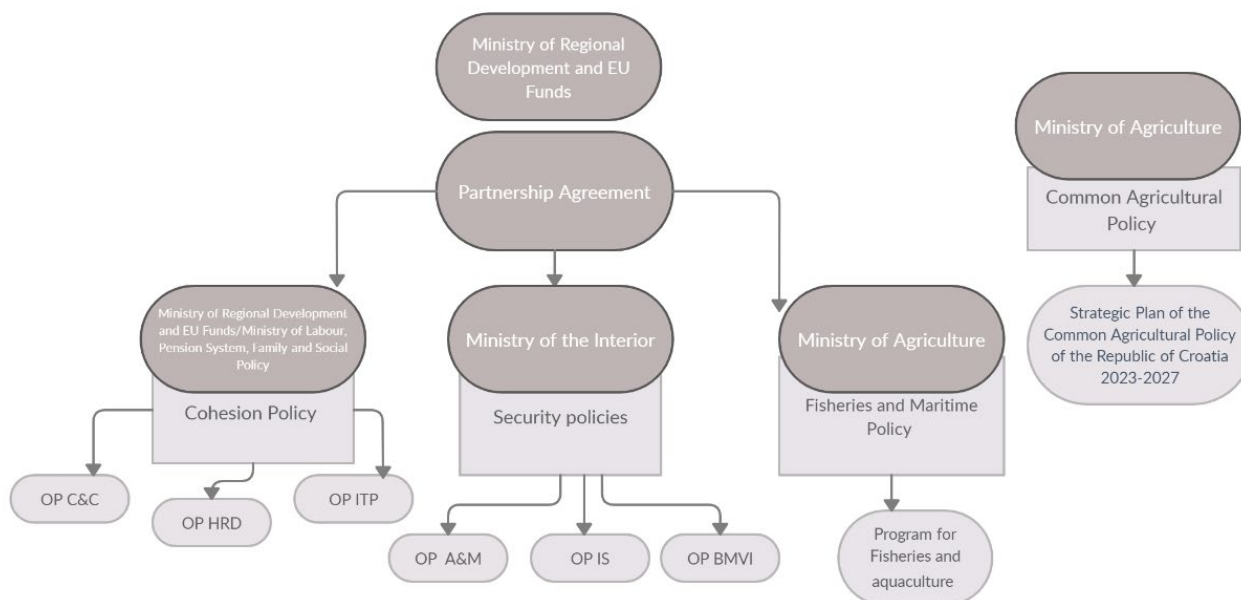 Ministry of Regional
Development and EU
Funds
Partnership Agreement
Ministry of Regional Development
and EU Funds/Ministry of Labour,
Pension System, Family and Social
Policy
Cohesion Policy
OP C&C
OP HRD
OP ITP
Ministry of the Interior
Security policies
OP A&M
OP IS
OP BMVI
Ministry of Agriculture
Fisheries and Maritime
Policy
Program for
Fisheries and
aquaculture
Ministry of Agriculture
Common Agricultural
Policy
Strategic Plan of the
Common Agricultural Policy
of the Republic of Croatia
2023-2027